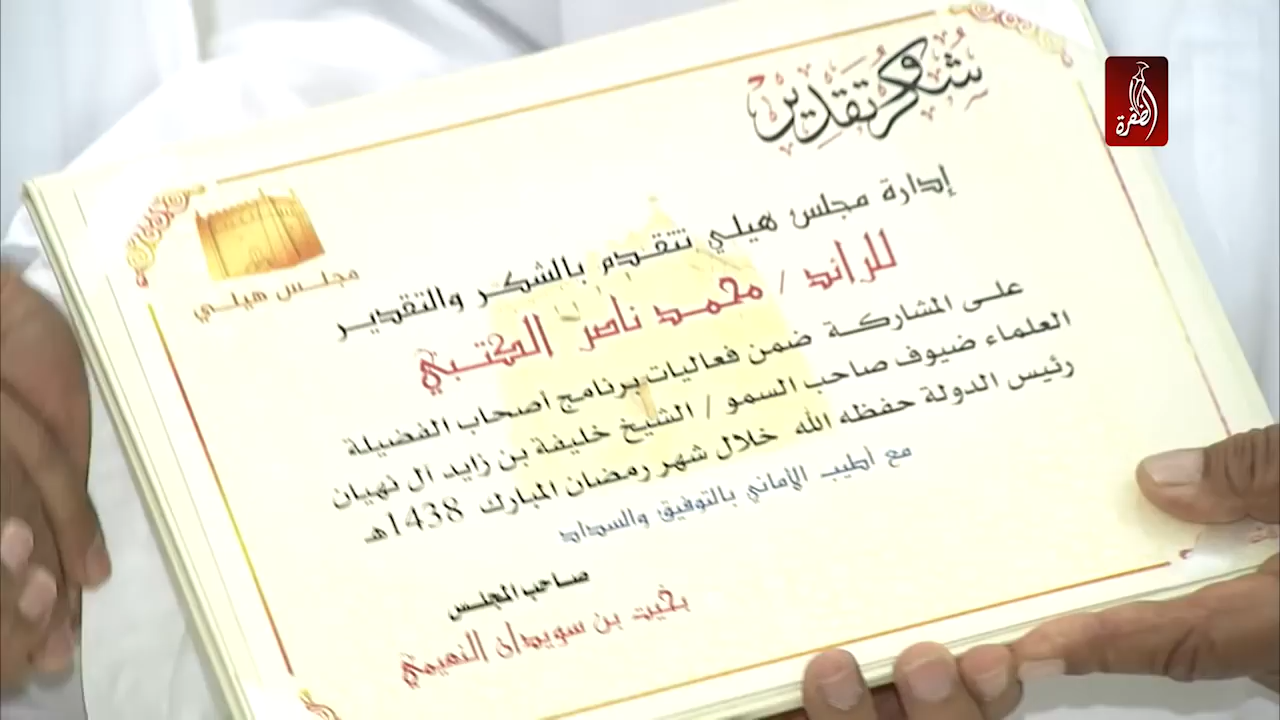 شكر وتقدير
الظفرة
مجلس هيلي
إدارة مجلس هيلي تتقدم بالشكر والتقدير
للرائد / محمد ناصر الكتبي
على المشاركة ضمن فعاليات برنامج أصحاب الفضيلة
العلماء ضيوف صاحب السمو / الشيخ خليفة بن زايد آل نهيان
رئيس الدولة حفظه الله خلال شهر رمضان المبارك 1438هـ
مع اطيب الأماني بالتوفيق والسداد
صاحب المجلس
بخيت بن سويدان النعيمي